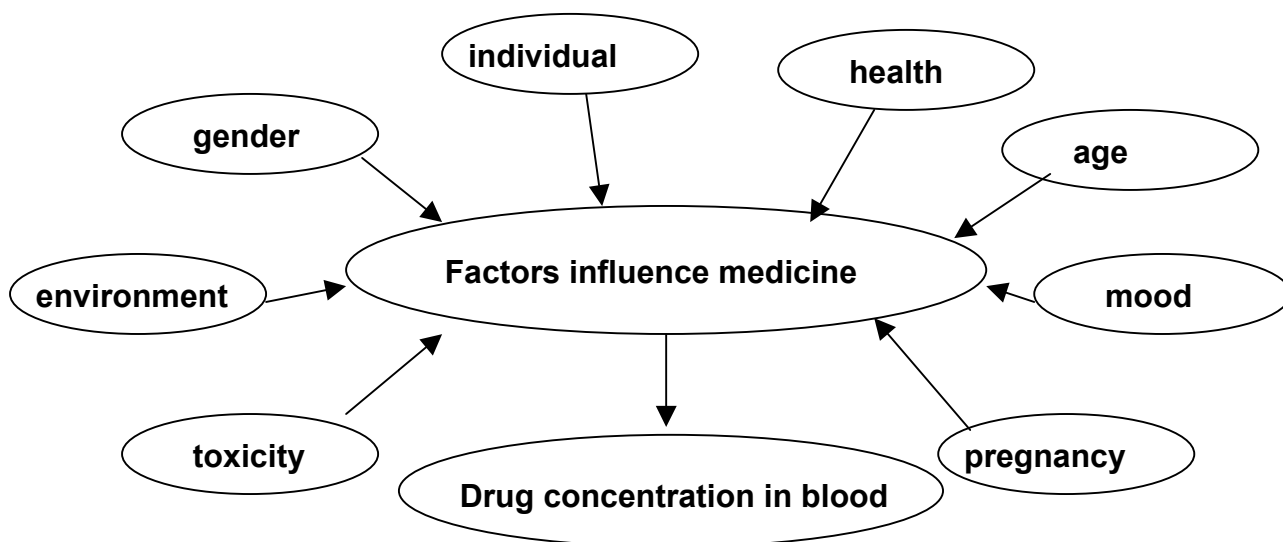 individual
health
gender
age
Factors influence medicine
environment
mood
toxicity
pregnancy
Drug concentration in blood